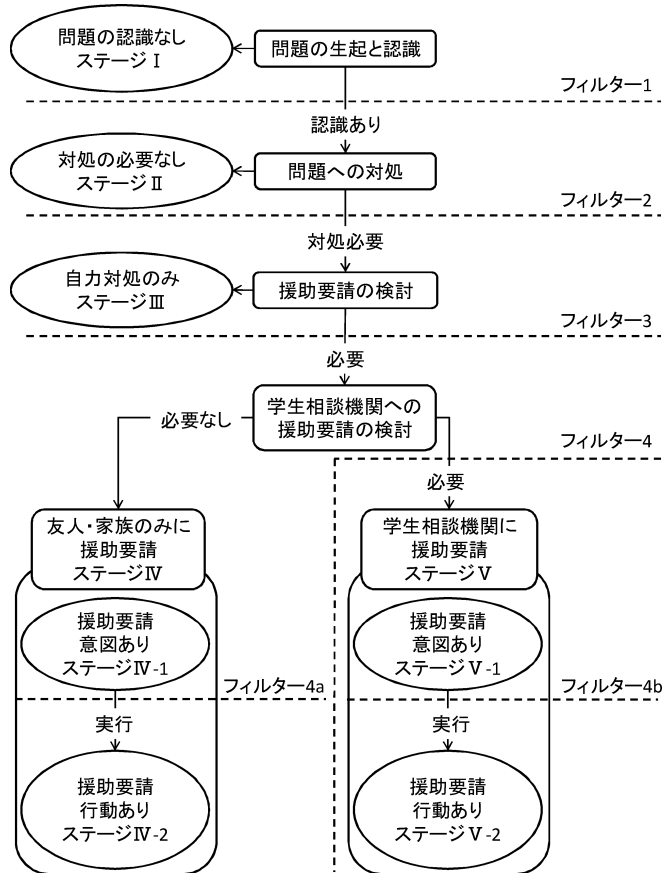 問題の認識なし
ステージⅠ
問題の生起と認識
フィルター1
認識あり
対処の必要なし
ステージⅡ
問題への対処
フィルター2
対処必要
自力対処のみ
ステージⅢ
援助要請の検討
フィルター3
必要
学生相談機関への
援助要請の検討
必要なし
フィルター4
必要
友人・家族のみに
援助要請
ステージⅣ
学生相談機関に
援助要請
ステージⅤ
援助要請
意図あり
ステージⅣ-1
援助要請
意図あり
ステージⅤ-1
フィルター4a
フィルター4b
実行
実行
援助要請
行動あり
ステージⅣ-2
援助要請
行動あり
ステージⅤ-2